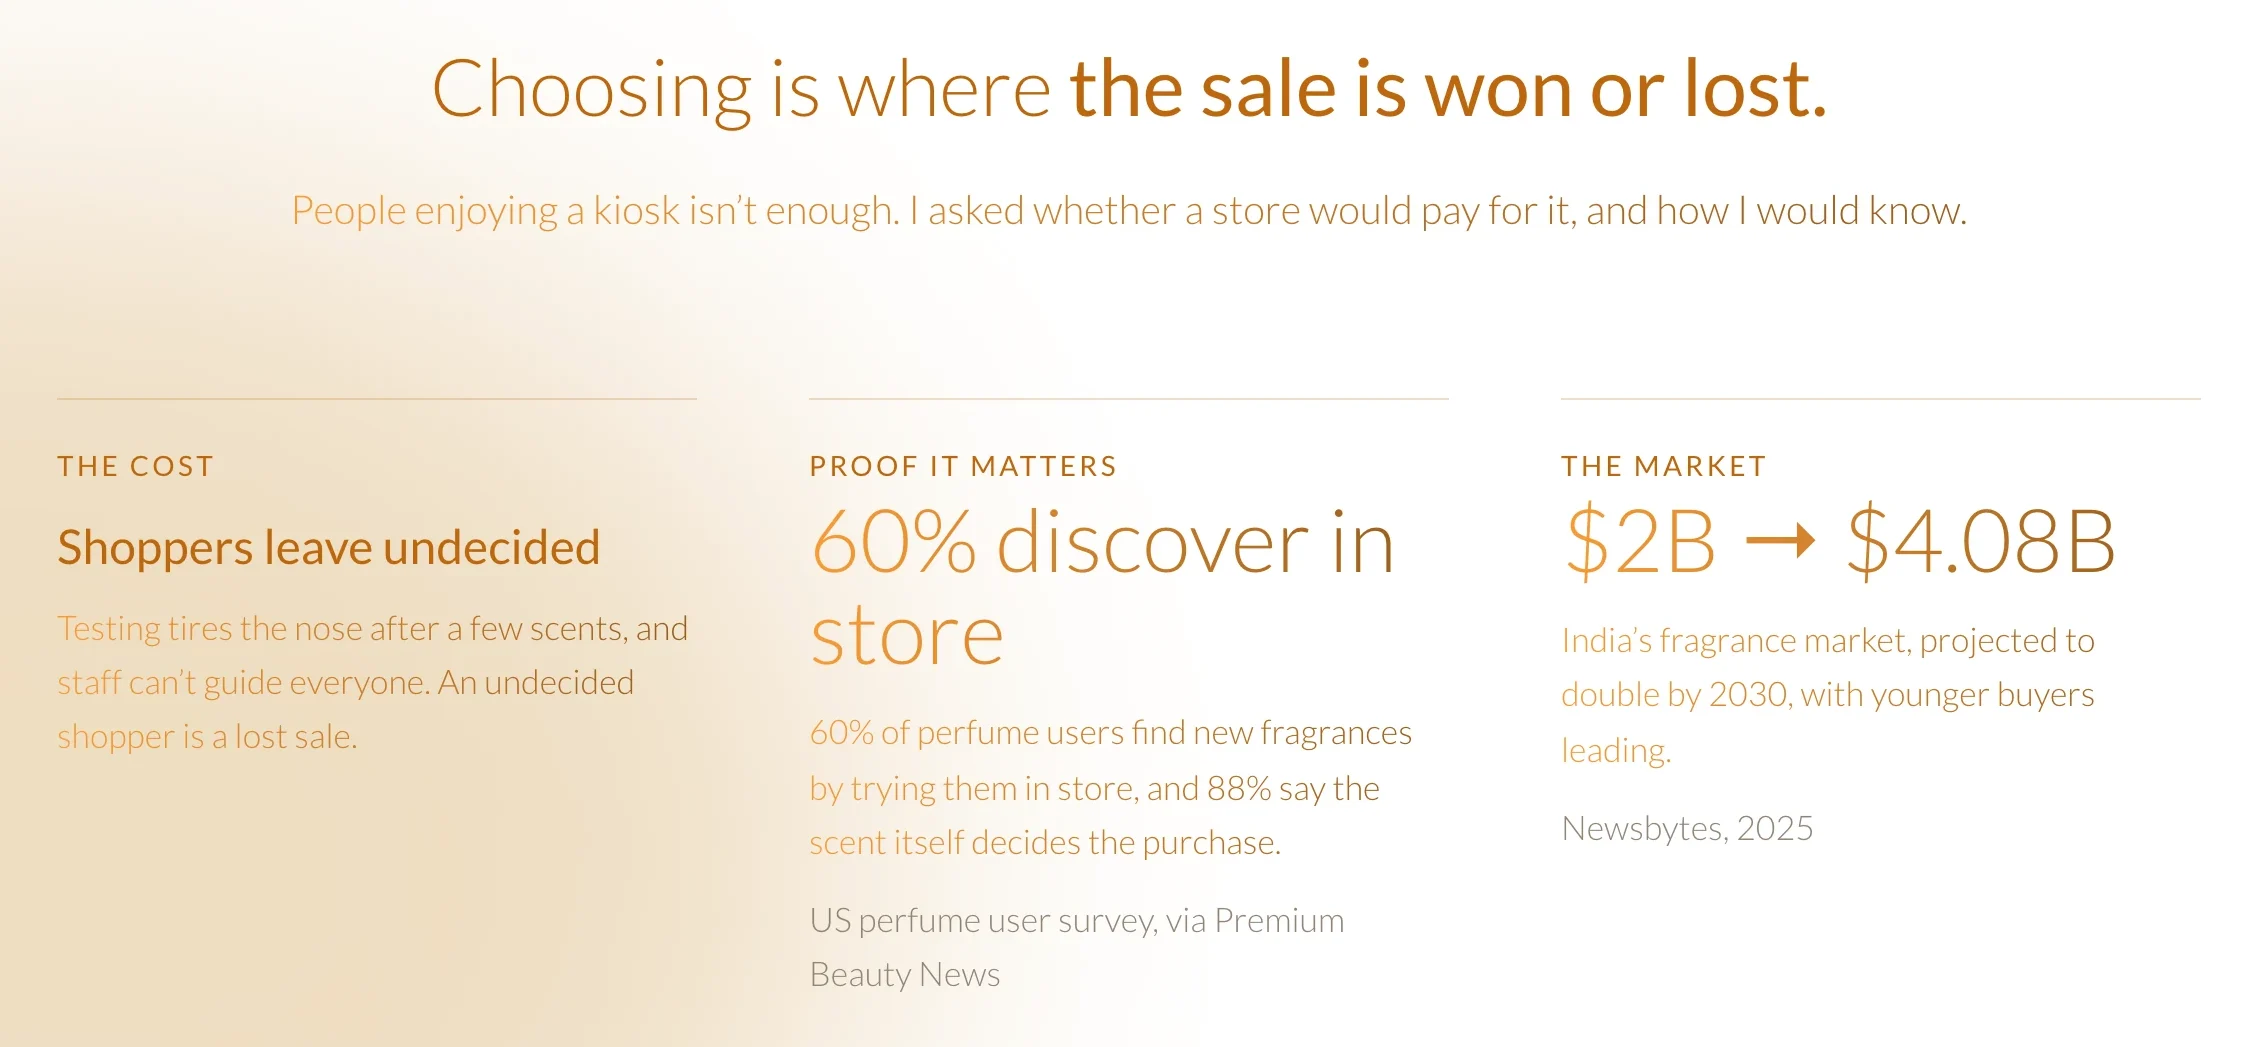 Choosing is where the sale is won or lost.
People enjoying a kiosk isn’t enough. I asked whether a store would pay for it, and how I would know.
THE COST
Shoppers leave undecided
Testing tires the nose after a few scents, and
staff can’t guide everyone. An undecided
shopper is a lost sale.
PROOF IT MATTERS
60% discover in
store
60% of perfume users find new fragrances
by trying them in store, and 88% say the
scent itself decides the purchase.
US perfume user survey, via Premium
Beauty News
THE MARKET
$2B → $4.08B
India’s fragrance market, projected to
double by 2030, with younger buyers
leading.
Newsbytes, 2025